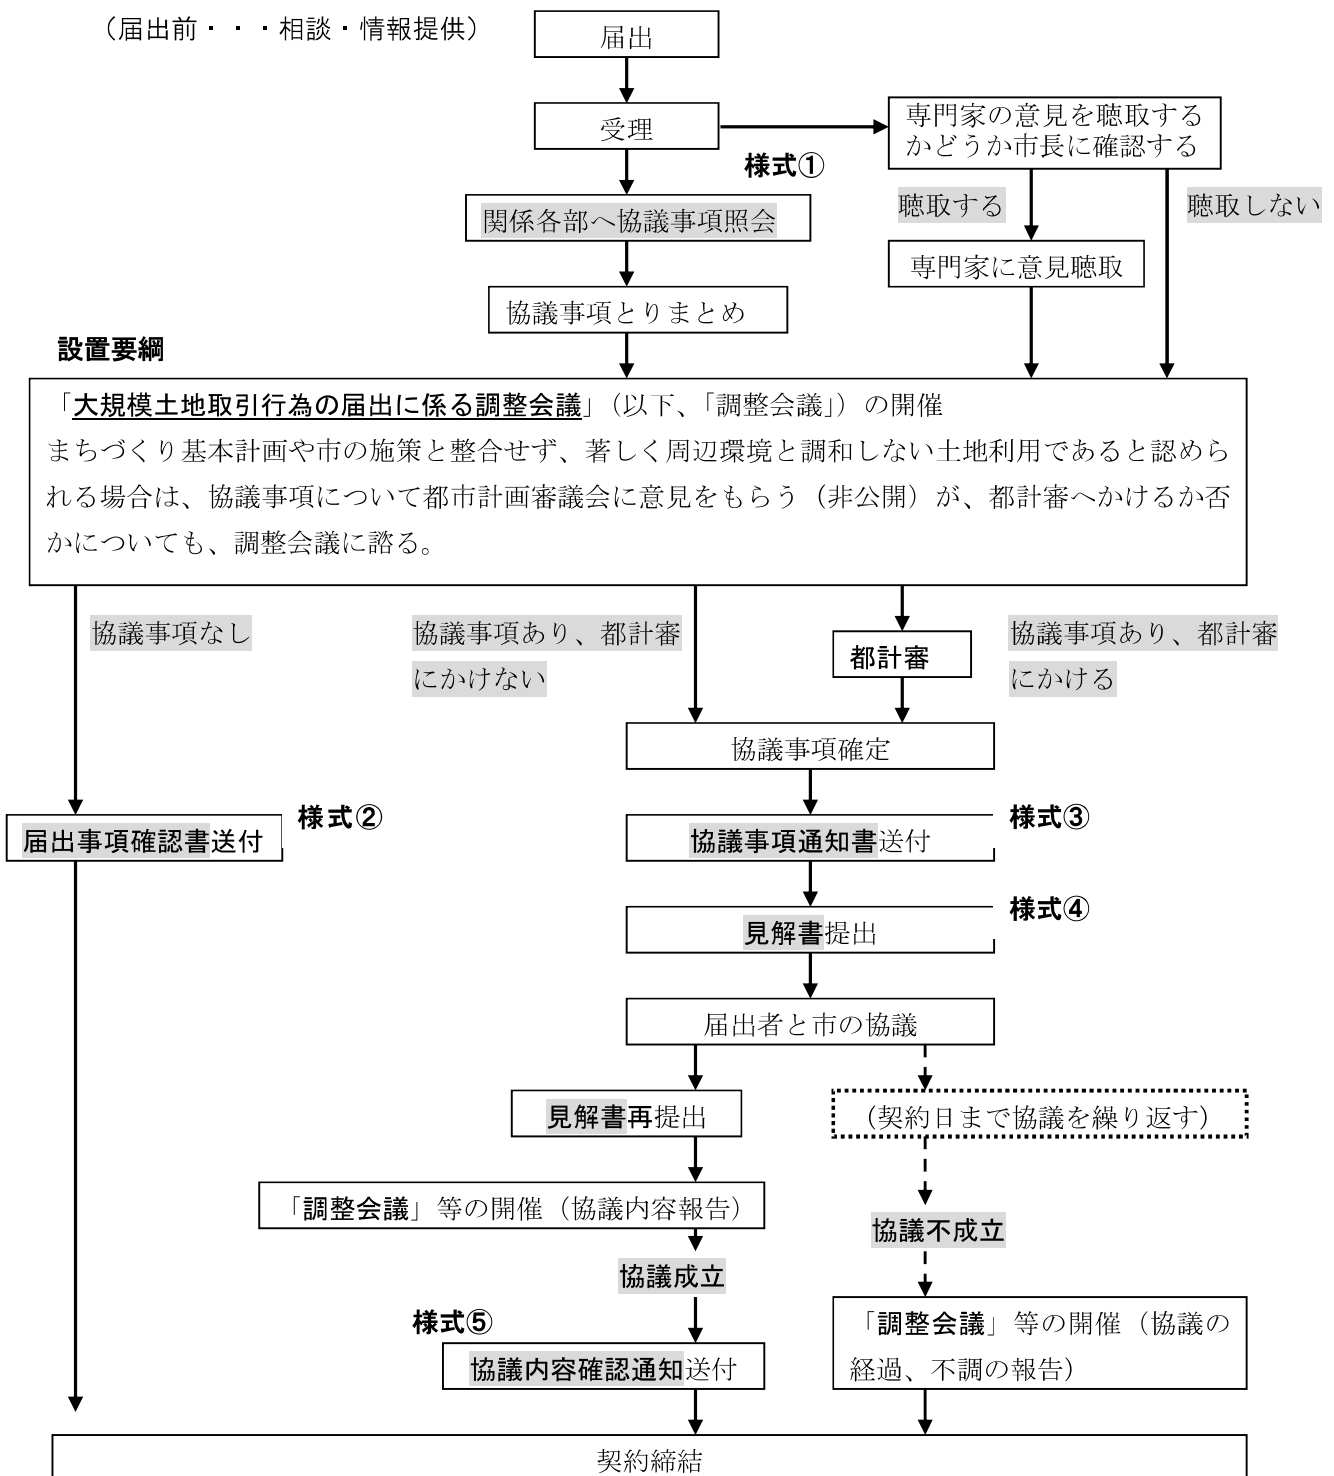 （届出前・・・相談・情報提供）
届出
受理
専門家の意見を聴取する
かどうか市長に確認する
様式①
聴取する
聴取しない
関係各部へ協議事項照会
専門家に意見聴取
協議事項とりまとめ
設置要綱
「大規模土地取引行為の届出に係る調整会議」（以下、「調整会議」）の開催
まちづくり基本計画や市の施策と整合せず、著しく周辺環境と調和しない土地利用であると認めら
れる場合は、協議事項について都市計画審議会に意見をもらう（非公開）が、都計審へかけるか否
かについても、調整会議に諮る。
協議事項なし
協議事項あり、都計審
にかけない
都計審
協議事項あり、都計審
にかける
協議事項確定
届出事項確認書送付
様式②
協議事項通知書送付
様式③
見解書提出
様式④
届出者と市の協議
見解書再提出
（契約日まで協議を繰り返す）
「調整会議」等の開催（協議内容報告）
協議不成立
協議成立
様式⑤
協議内容確認通知送付
「調整会議」等の開催（協議の
経過、不調の報告）
契約締結